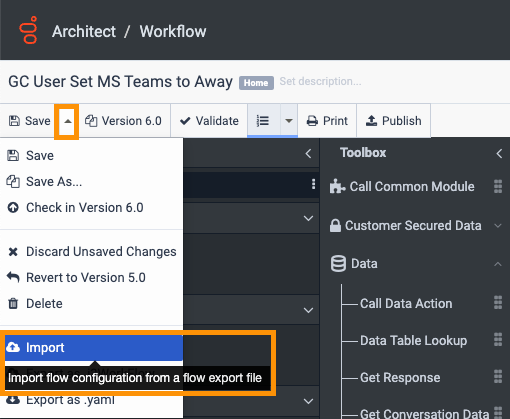 Architect / Workflow
GC User Set MS Teams to Away Home Set description...
Save Version 6.0 Validate Print Publish
Save
Save As...
Check in Version 6.0
Discard Unsaved Changes
Revert to Version 5.0
Delete
Import
Import flow configuration from a flow export file
Export as .yaml
Toolbox
Call Common Module
Customer Secured Data
Data
Call Data Action
Data Table Lookup
Get Response
Get Conversation Data